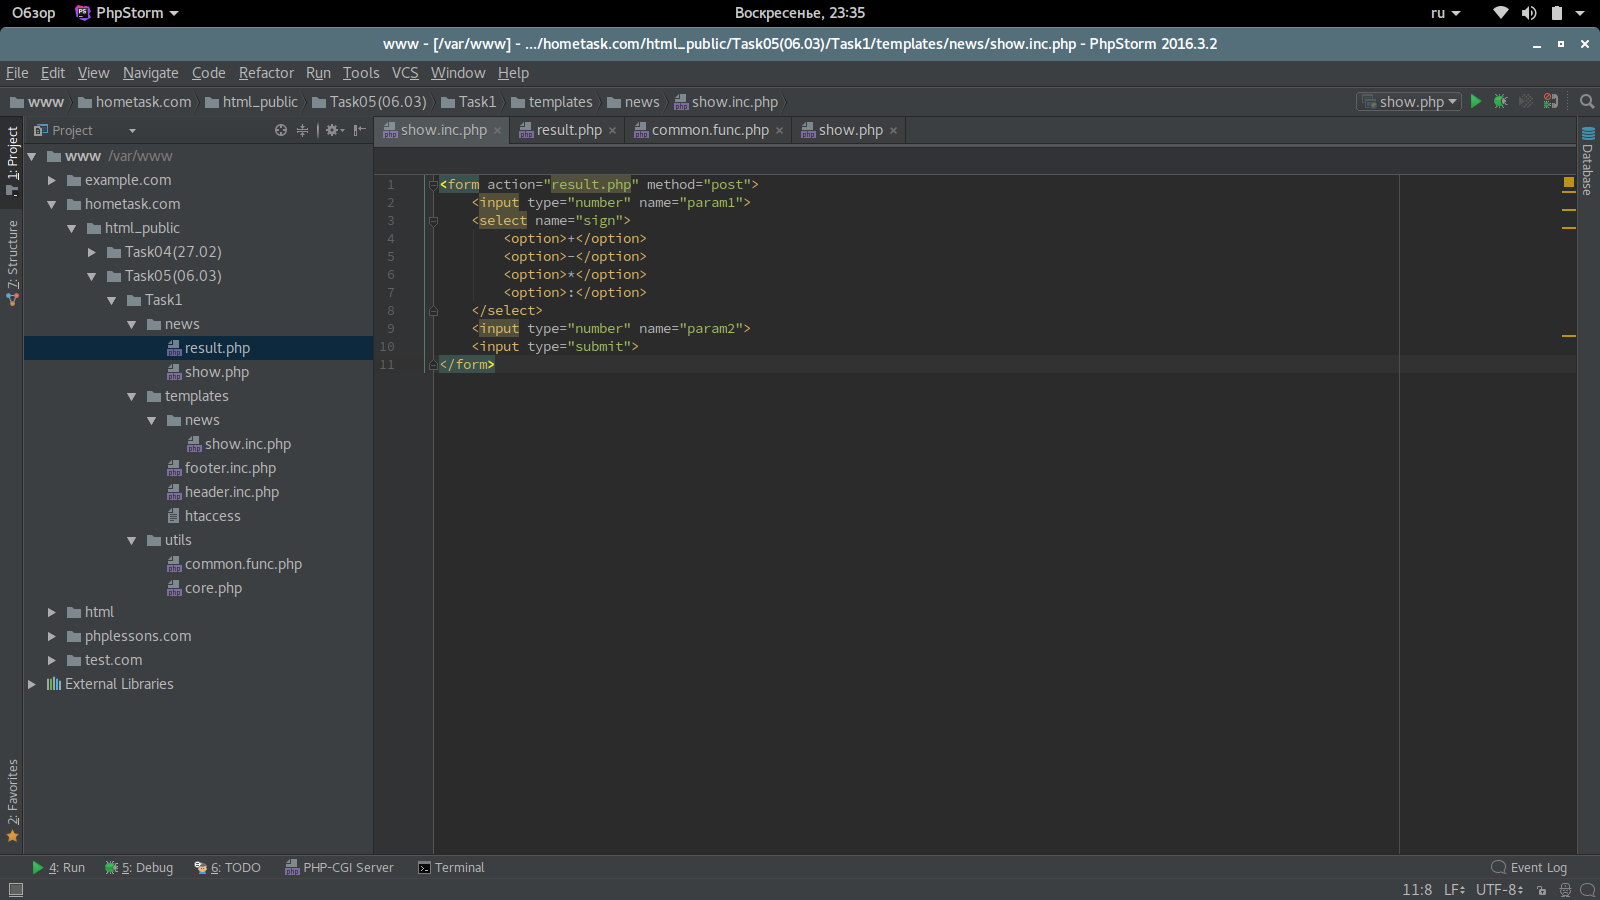 Обзор PhpStorm Воскресенье, 23:35 ru
www - [/var/www] - .../hometask.com/html_public/Task05(06.03)/Task1/templates/news/show.inc.php - PhpStorm 2016.3.2
File Edit View Navigate Code Refactor Run Tools VCS Window Help
www hometask.com html_public Task05(06.03) Task1 templates news show.inc.php show.php
Project show.inc.php result.php common.func.php show.php
1: Project
7: Structure
2: Favorites
www /var/www
example.com
hometask.com
html_public
Task04(27.02)
Task05(06.03)
Task1
news
result.php
show.php
templates
news
show.inc.php
footer.inc.php
header.inc.php
htaccess
utils
common.func.php
core.php
html
phplessons.com
test.com
External Libraries
1 <form action="result.php" method="post">
2 <input type="number" name="param1">
3 <select name="sign">
4 <option>+</option>
5 <option>-</option>
6 <option>*</option>
7 <option>:</option>
8 </select>
9 <input type="number" name="param2">
10 <input type="submit">
11 </form>
Database
4: Run 5: Debug 6: TODO PHP-CGI Server Terminal Event Log
11:8 LF UTF-8